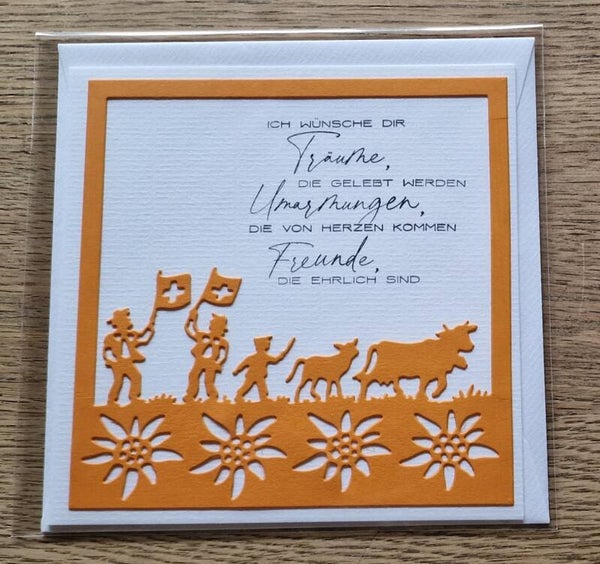 ICH WÜNSCHE DIR
Träume,
DIE GELEBT WERDEN
Umarmungen,
DIE VON HERZEN KOMMEN
Freunde,
DIE EHRLICH SIND